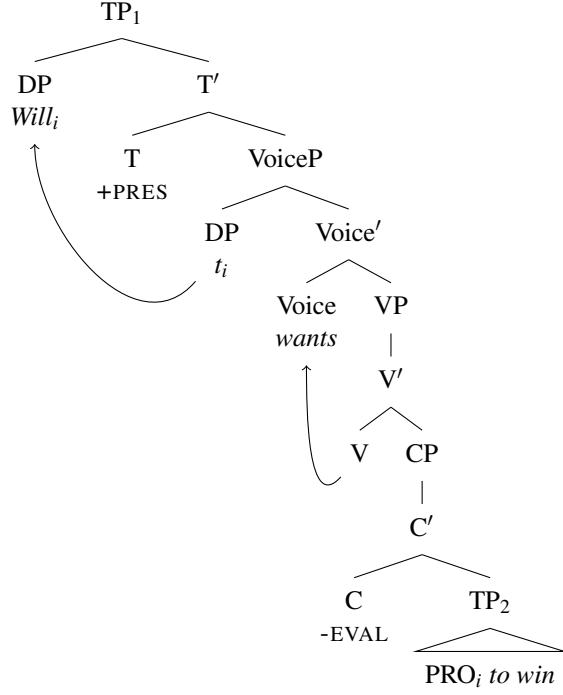 TP₁
DP T′
Willᵢ
T VoiceP
+PRES
DP Voice′
tᵢ
Voice VP
wants
V′
V CP
C′
C TP₂
-EVAL
PROᵢ to win